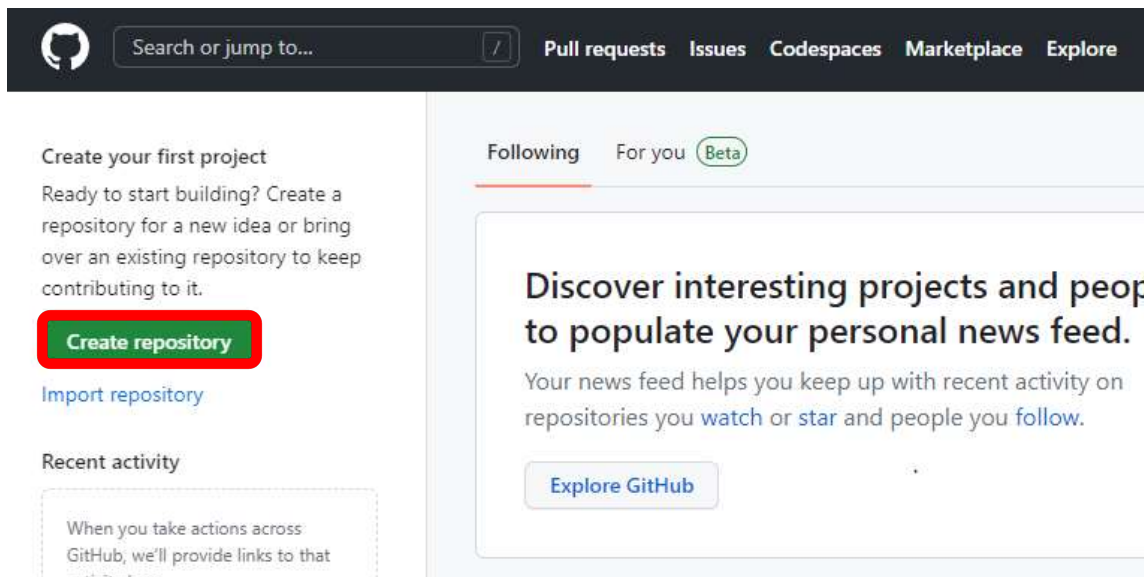 Search or jump to... /
Pull requests Issues Codespaces Marketplace Explore
Create your first project
Ready to start building? Create a
repository for a new idea or bring
over an existing repository to keep
contributing to it.
Create repository
Import repository
Recent activity
When you take actions across
GitHub, we'll provide links to that
Following For you Beta
Discover interesting projects and peop
to populate your personal news feed.
Your news feed helps you keep up with recent activity on
repositories you watch or star and people you follow.
Explore GitHub